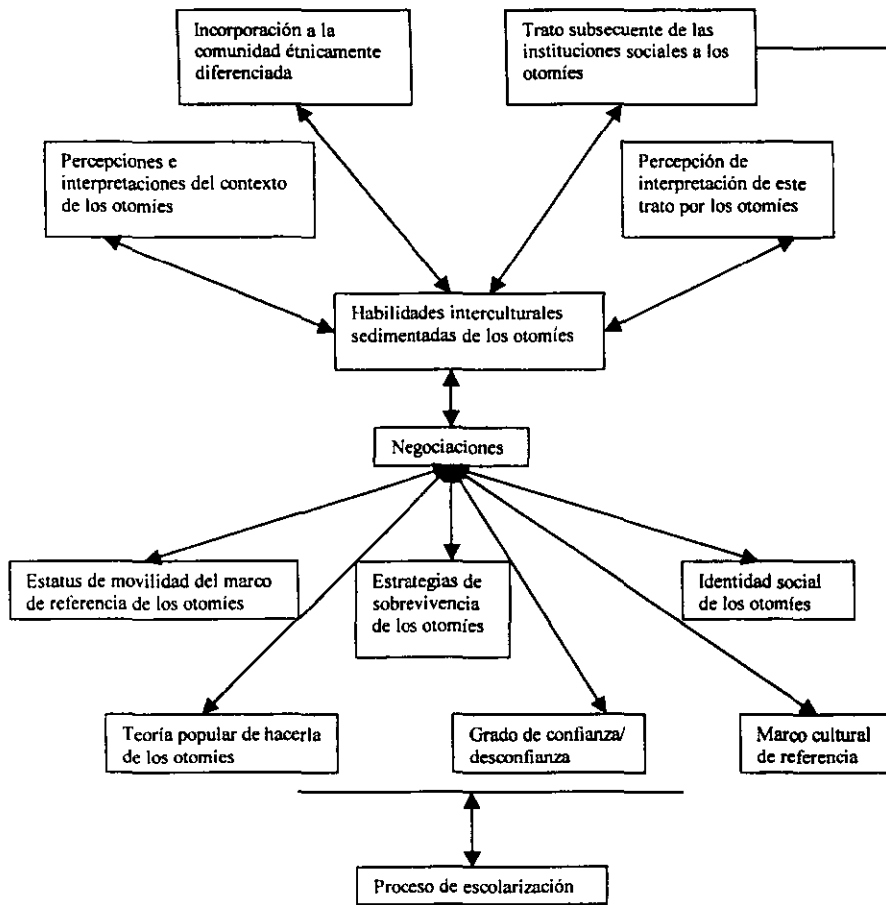 Incorporación a la
comunidad étnicamente
diferenciada
Trato subsecuente de las
instituciones sociales a los
otomíes
Percepciones e
interpretaciones del contexto
de los otomíes
Percepción de
interpretación de este
trato por los otomíes
Habilidades interculturales
sedimentadas de los otomíes
Negociaciones
Estatus de movilidad del marco
de referencia de los otomíes
Estrategias de
sobrevivencia
de los otomíes
Identidad social
de los otomíes
Teoría popular de hacerla
de los otomies
Grado de confianza/
desconfianza
Marco cultural
de referencia
Proceso de escolarización